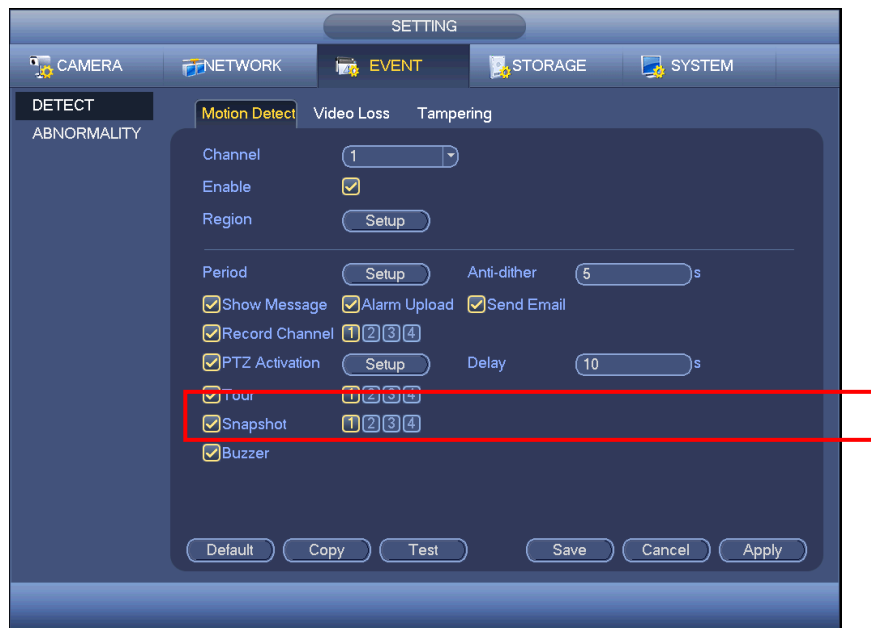 SETTING
CAMERA NETWORK EVENT STORAGE SYSTEM
DETECT
ABNORMALITY
Motion Detect Video Loss Tampering
Channel 1
Enable
Region Setup
Period Setup Anti-dither 5 s
Show Message Alarm Upload Send Email
Record Channel 1 2 3 4
PTZ Activation Setup Delay 10 s
Tour 1 2 3 4
Snapshot 1 2 3 4
Buzzer
Default Copy Test Save Cancel Apply